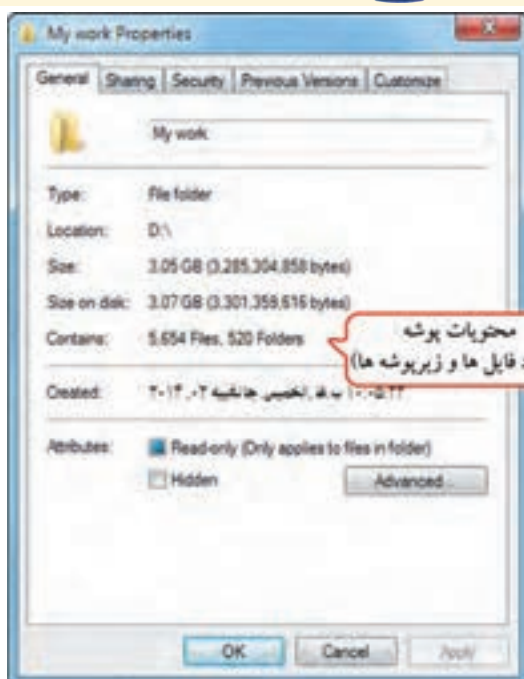 My work Properties
General Sharing Security Previous Versions Customize
My work
Type: File folder
Location: D:\
Size: 3.05 GB (3,285,304,858 bytes)
Size on disk: 3.07 GB (3,301,359,616 bytes)
Contains: 5,654 Files, 520 Folders
محتویات پوشه
فایل ها و زیرپوشه ها)
Created:
Attributes: Read-only (Only applies to files in folder)
Hidden Advanced...
OK Cancel Apply